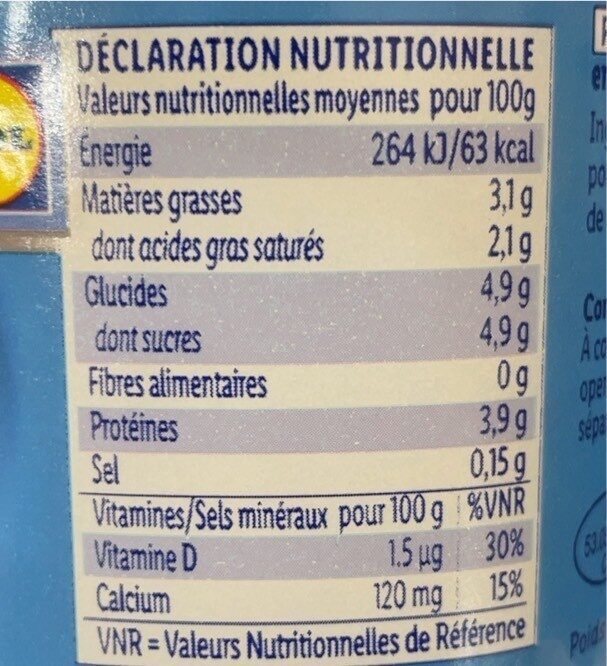 DÉCLARATION NUTRITIONNELLE
Valeurs nutritionnelles moyennes pour 100g
Énergie 264 kJ/63 kcal
Matières grasses 3,1 g
dont acides gras saturés 2,1 g
Glucides 4,9 g
dont sucres 4,9 g
Fibres alimentaires 0 g
Protéines 3,9 g
Sel 0,15 g
Vitamines/Sels minéraux pour 100 g %VNR
Vitamine D 1.5 µg 30%
Calcium 120 mg 15%
VNR = Valeurs Nutritionnelles de Référence